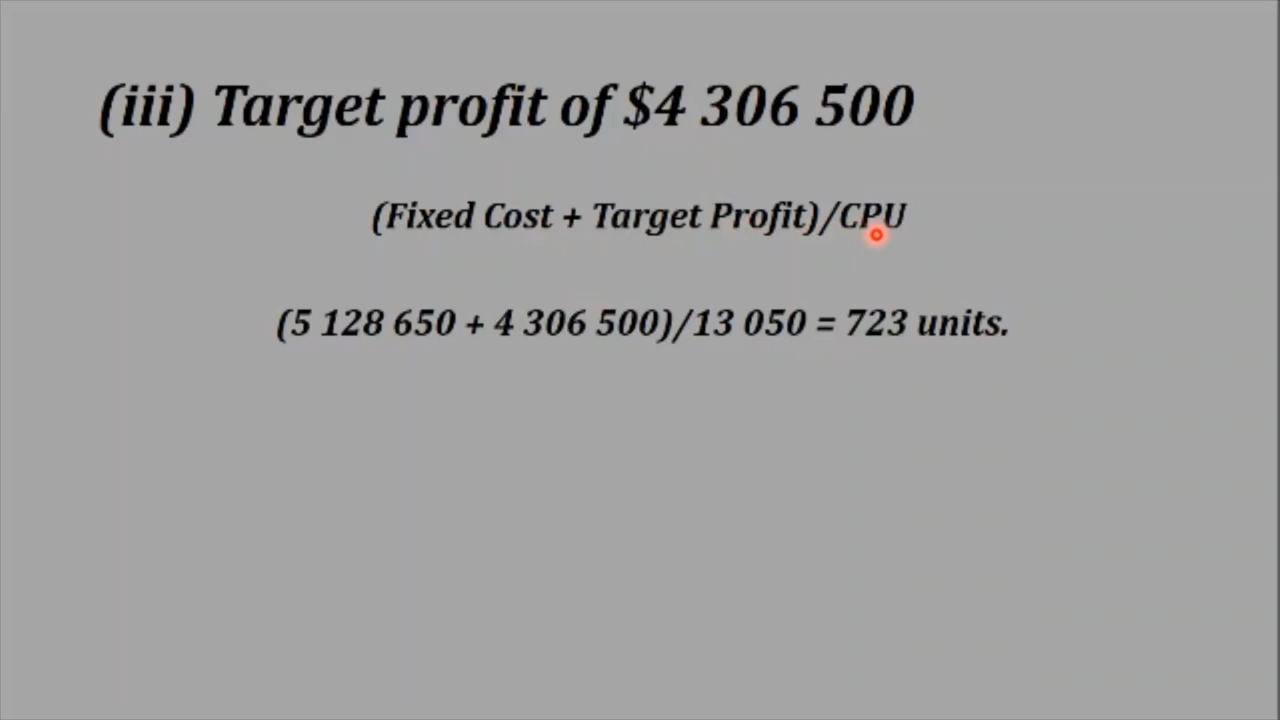 (iii) Target profit of $4 306 500
(Fixed Cost + Target Profit)/CPU
(5 128 650 + 4 306 500)/13 050 = 723 units.